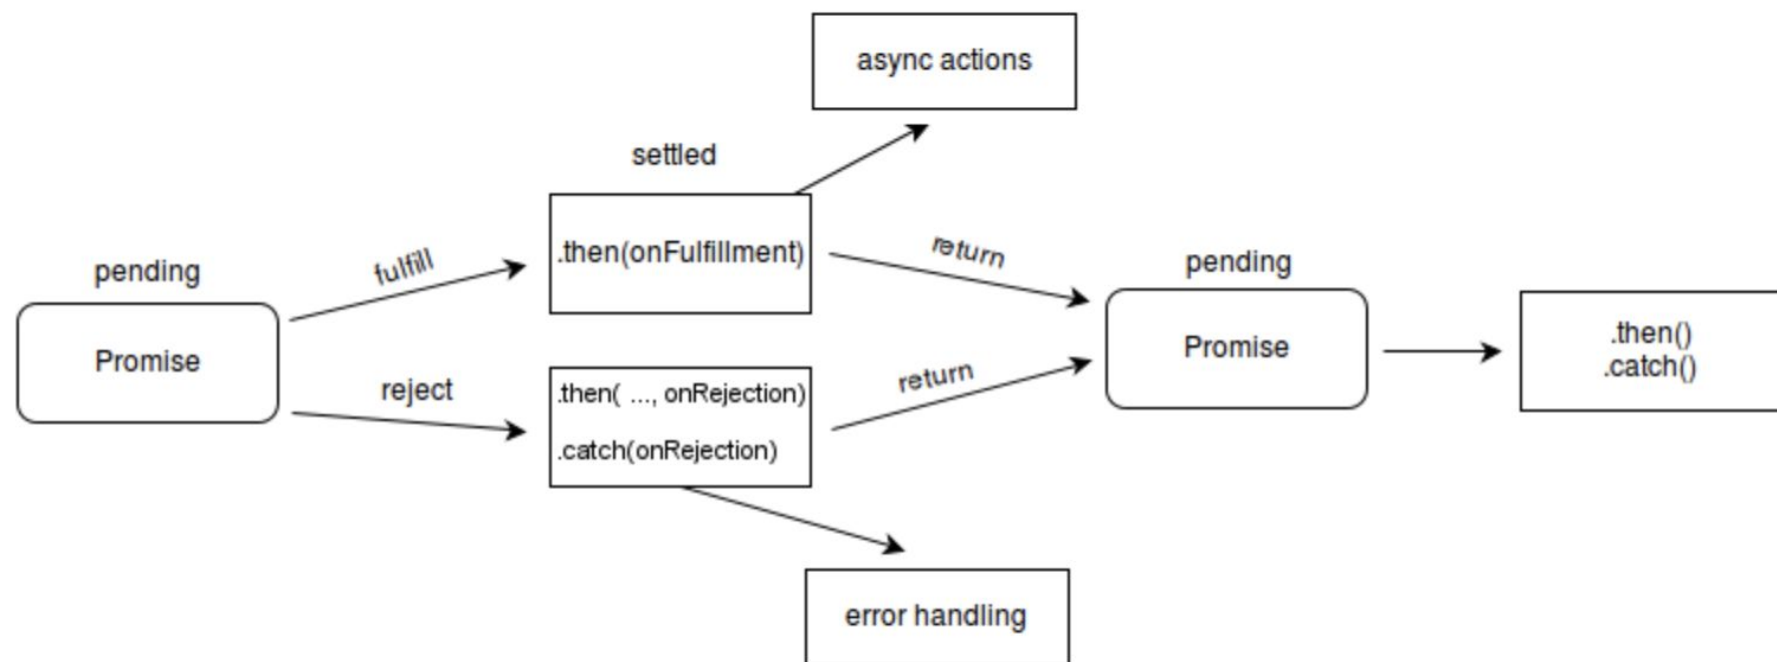 async actions
settled
.then(onFulfillment)
fulfill
return
pending
pending
Promise
Promise
.then()
.catch()
reject
.then( ..., onRejection)
return
.catch(onRejection)
error handling